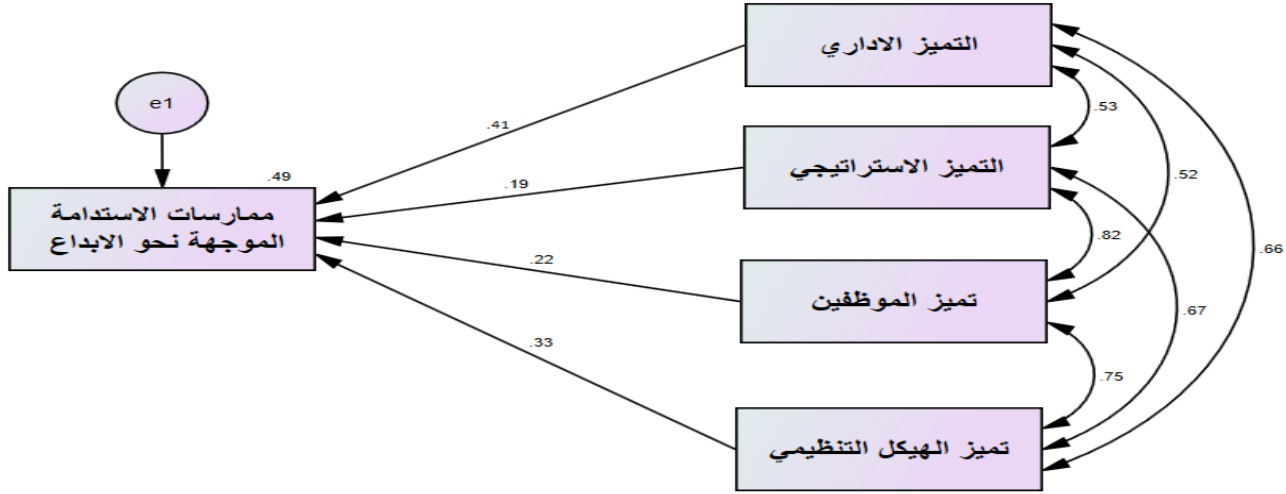 التميز الاداري
e1
.53
.41
التميز الاستراتيجي
.49
.52
.19
ممارسات الاستدامة
الموجهة نحو الابداع
.82
.66
.22
تميز الموظفين
.67
.33
.75
تميز الهيكل التنظيمي